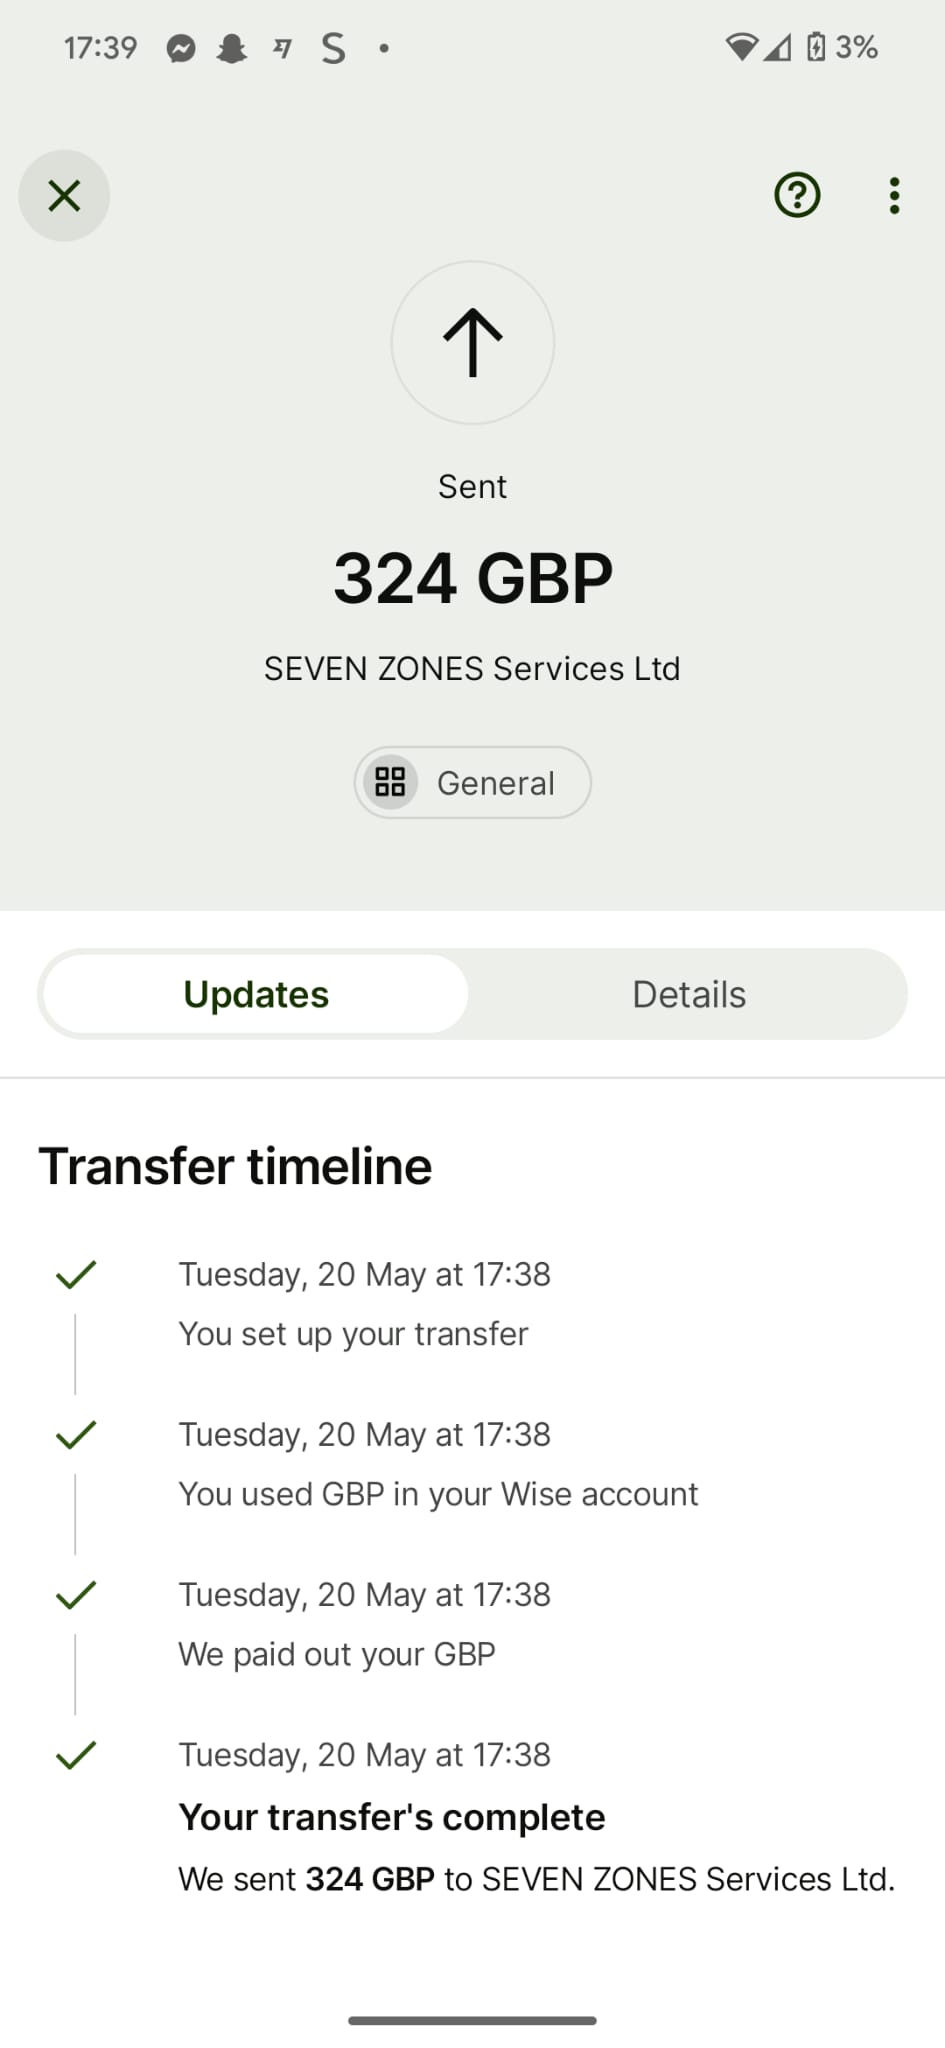 17:39 S 3%
Sent
324 GBP
SEVEN ZONES Services Ltd
General
Updates Details
Transfer timeline
Tuesday, 20 May at 17:38
You set up your transfer
Tuesday, 20 May at 17:38
You used GBP in your Wise account
Tuesday, 20 May at 17:38
We paid out your GBP
Tuesday, 20 May at 17:38
Your transfer's complete
We sent 324 GBP to SEVEN ZONES Services Ltd.